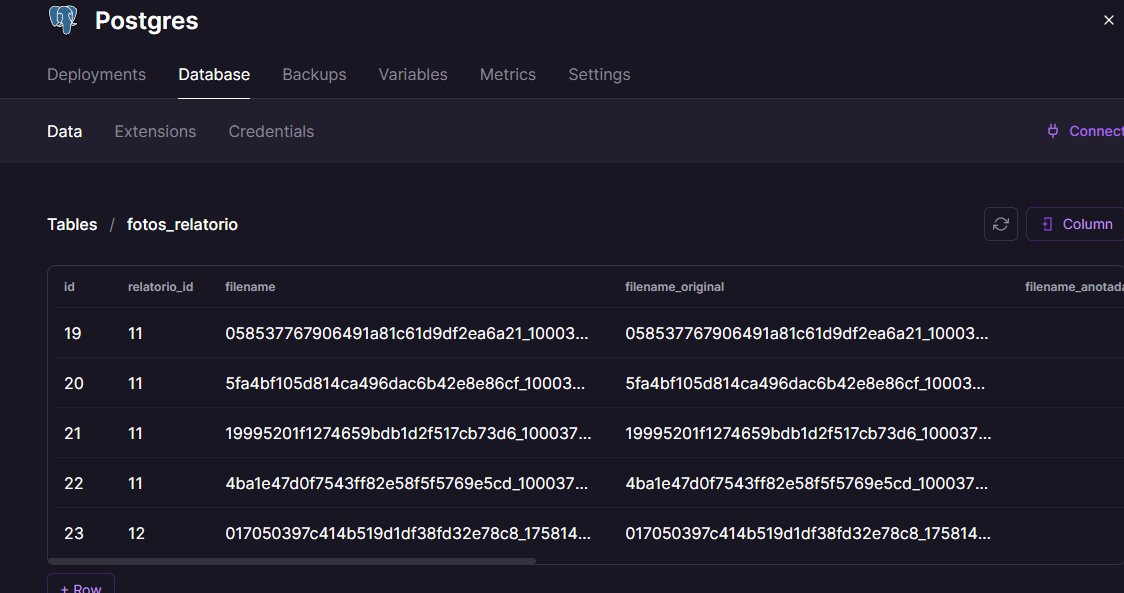 Postgres
Deployments Database Backups Variables Metrics Settings
Data Extensions Credentials Connect
Tables / fotos_relatorio Column
id relatorio_id filename filename_original filename_anotada
19 11 058537767906491a81c61d9df2ea6a21_10003... 058537767906491a81c61d9df2ea6a21_10003...
20 11 5fa4bf105d814ca496dac6b42e8e86cf_10003... 5fa4bf105d814ca496dac6b42e8e86cf_10003...
21 11 19995201f1274659bdb1d2f517cb73d6_100037... 19995201f1274659bdb1d2f517cb73d6_100037...
22 11 4ba1e47d0f7543ff82e58f5f5769e5cd_100037... 4ba1e47d0f7543ff82e58f5f5769e5cd_100037...
23 12 017050397c414b519d1df38fd32e78c8_175814... 017050397c414b519d1df38fd32e78c8_175814...
+ Row